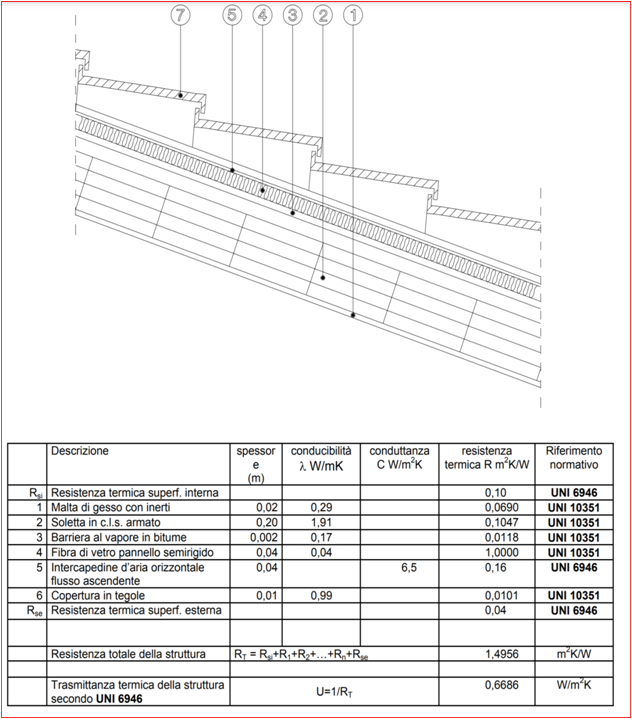 7 5 4 3 2 1
Descrizione spessor e (m) conducibilità λ W/mK conduttanza C W/m²K resistenza termica R m²K/W Riferimento normativo
Rsi Resistenza termica superf. interna 0,10 UNI 6946
1 Malta di gesso con inerti 0,02 0,29 0,0690 UNI 10351
2 Soletta in c.l.s. armato 0,20 1,91 0,1047 UNI 10351
3 Barriera al vapore in bitume 0,002 0,17 0,0118 UNI 10351
4 Fibra di vetro pannello semirigido 0,04 0,04 1,0000 UNI 10351
5 Intercapedine d'aria orizzontale flusso ascendente 0,04 6,5 0,16 UNI 6946
6 Copertura in tegole 0,01 0,99 0,0101 UNI 10351
Rse Resistenza termica superf. esterna 0,04 UNI 6946
Resistenza totale della struttura RT = Rsi+R1+R2+…+Rn+Rse 1,4956 m²K/W
Trasmittanza termica della struttura secondo UNI 6946 U=1/RT 0,6686 W/m²K